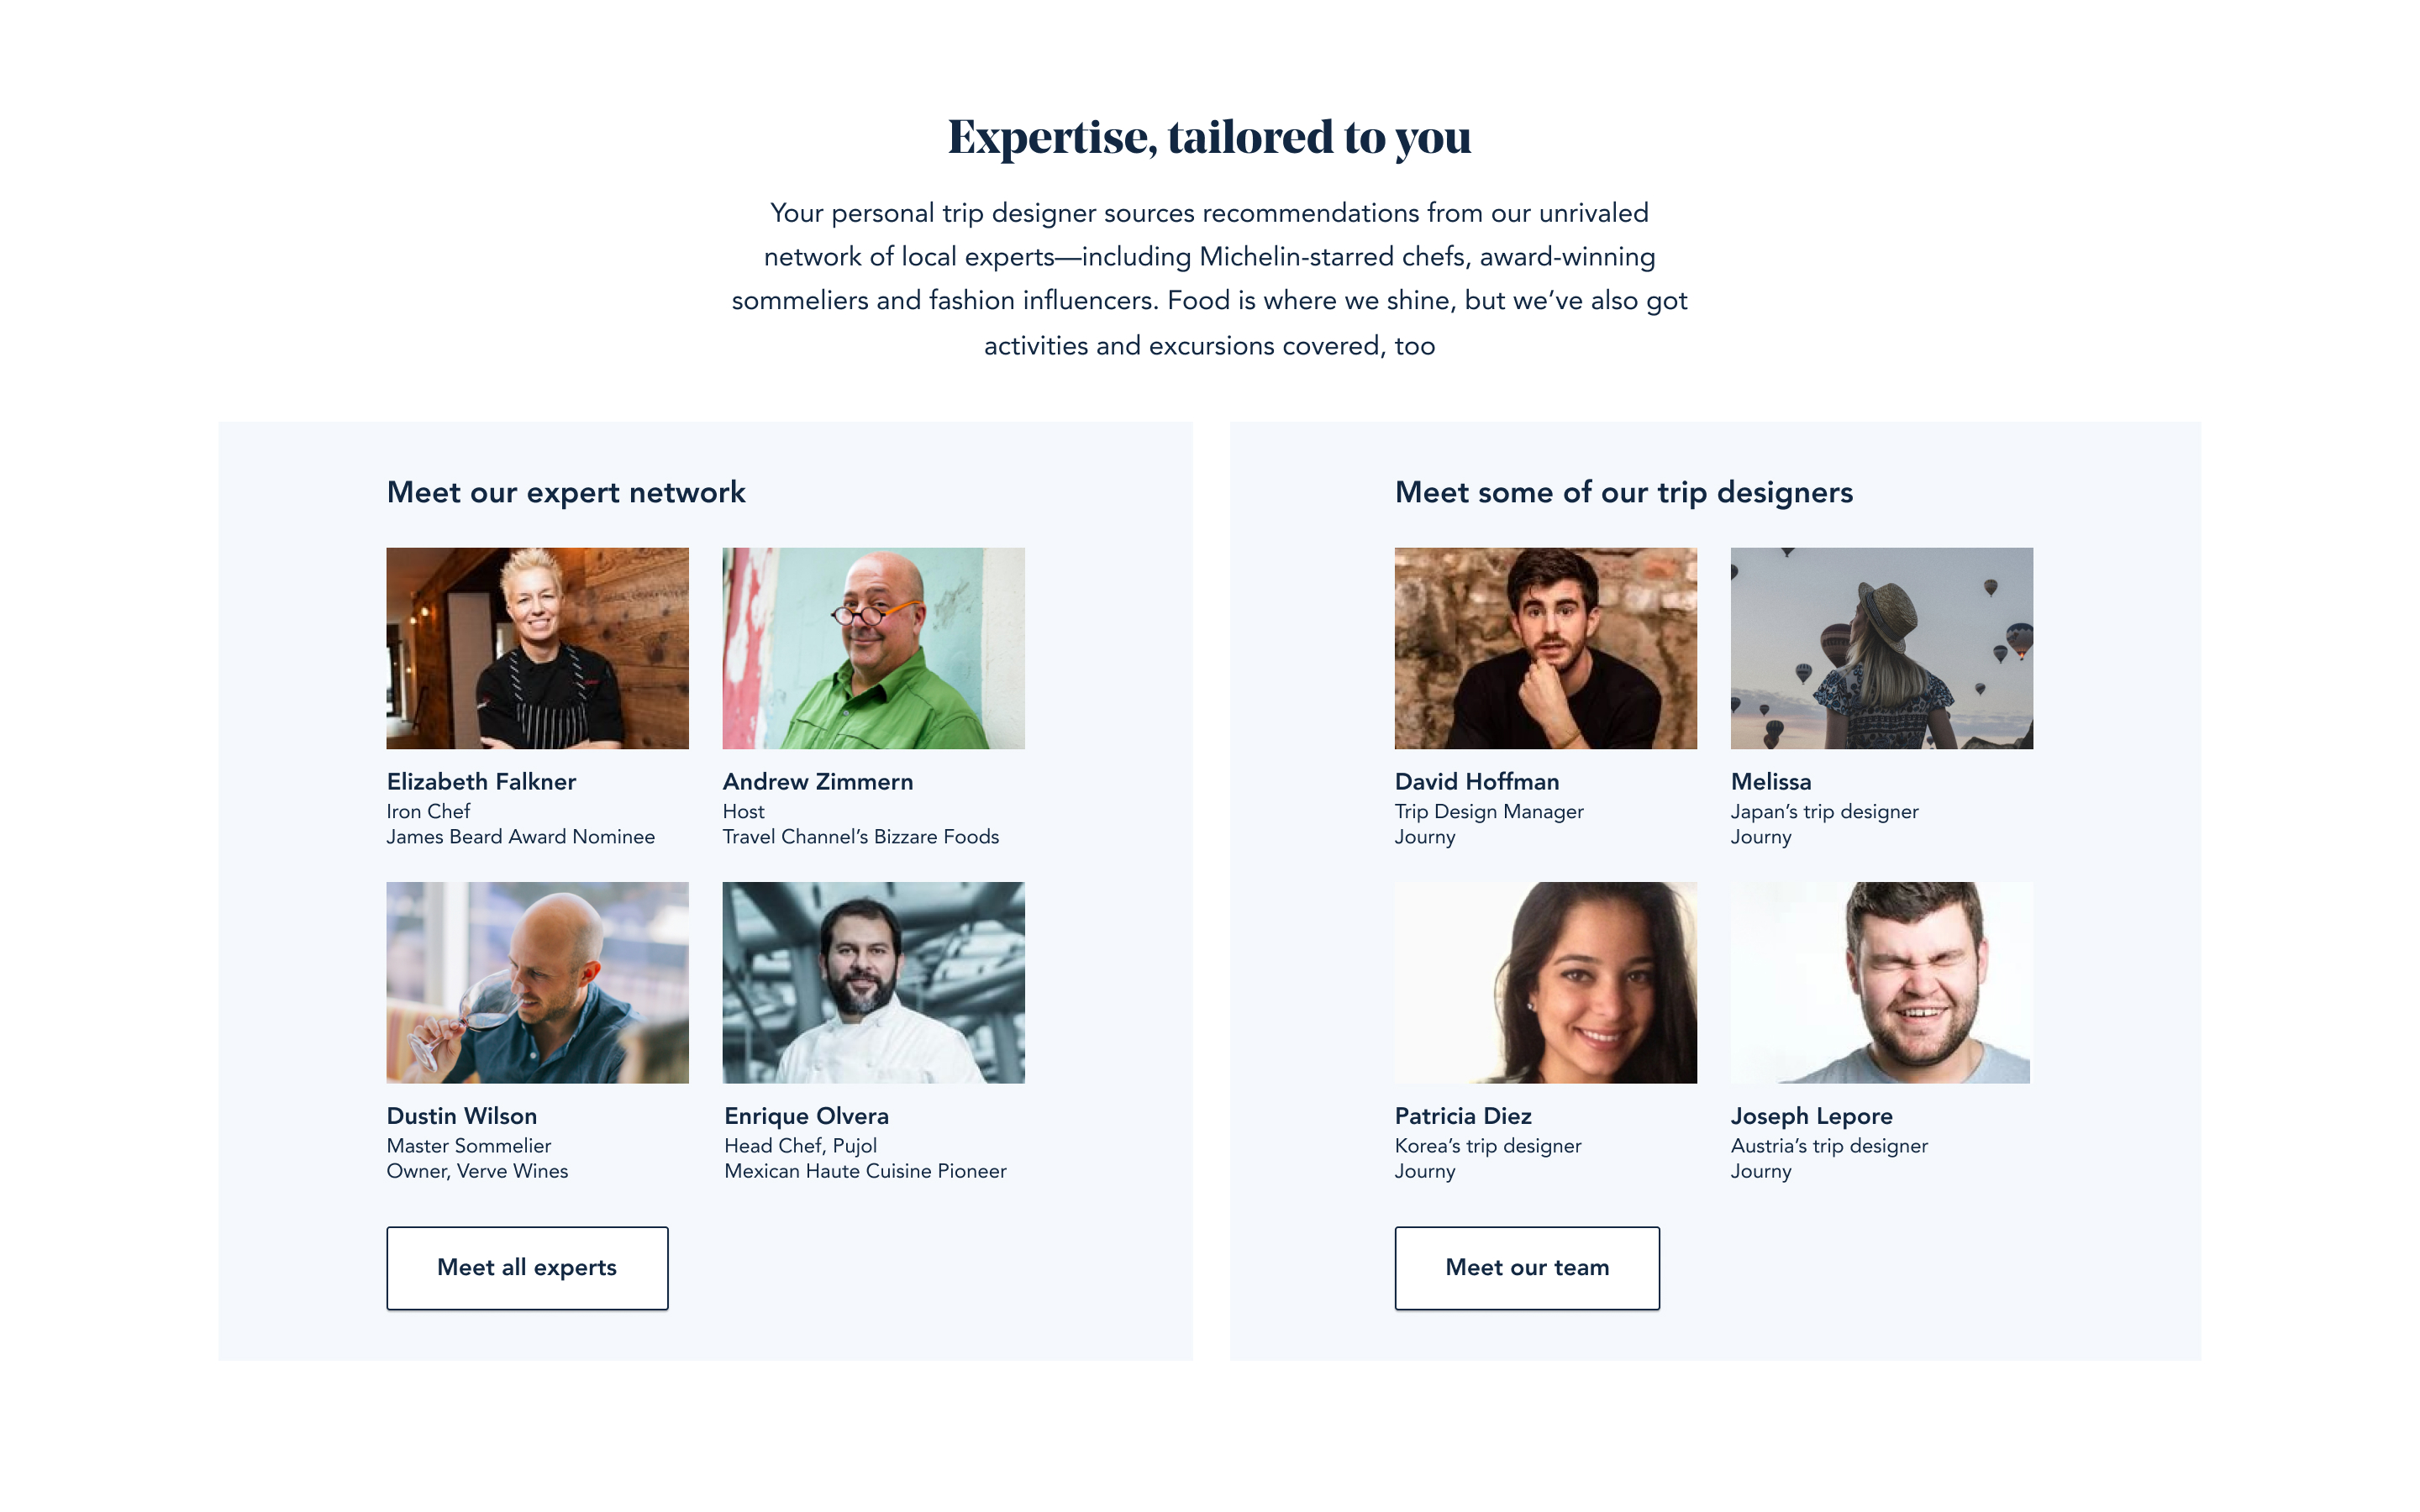 Expertise, tailored to you
Your personal trip designer sources recommendations from our unrivaled
network of local experts—including Michelin-starred chefs, award-winning
sommeliers and fashion influencers. Food is where we shine, but we’ve also got
activities and excursions covered, too
Meet our expert network
Elizabeth Falkner
Iron Chef
James Beard Award Nominee
Andrew Zimmern
Host
Travel Channel’s Bizzare Foods
Dustin Wilson
Master Sommelier
Owner, Verve Wines
Enrique Olvera
Head Chef, Pujol
Mexican Haute Cuisine Pioneer
Meet all experts
Meet some of our trip designers
David Hoffman
Trip Design Manager
Journy
Melissa
Japan’s trip designer
Journy
Patricia Diez
Korea’s trip designer
Journy
Joseph Lepore
Austria’s trip designer
Journy
Meet our team